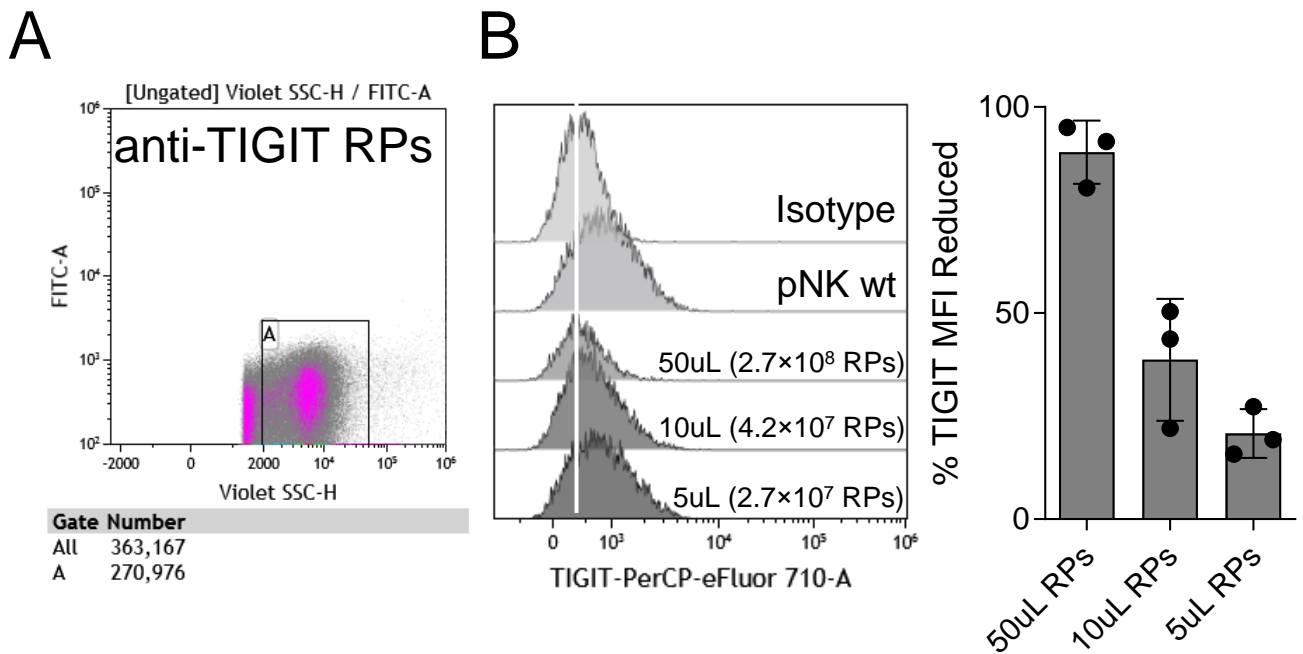 A
[Ungated] Violet SSC-H / FITC-A
anti-TIGIT RPs
FITC-A
10⁶
10⁵
10⁴
10³
10²
A
-2000 0 2000 10⁴ 10⁵ 10⁶
Violet SSC-H
Gate Number
All 363,167
A 270,976
B
Isotype
pNK wt
50uL (2.7×10⁸ RPs)
10uL (4.2×10⁷ RPs)
5uL (2.7×10⁷ RPs)
0 10³ 10⁴ 10⁵ 10⁶
TIGIT-PerCP-eFluor 710-A
% TIGIT MFI Reduced
100
50
0
50uL RPs
10uL RPs
5uL RPs